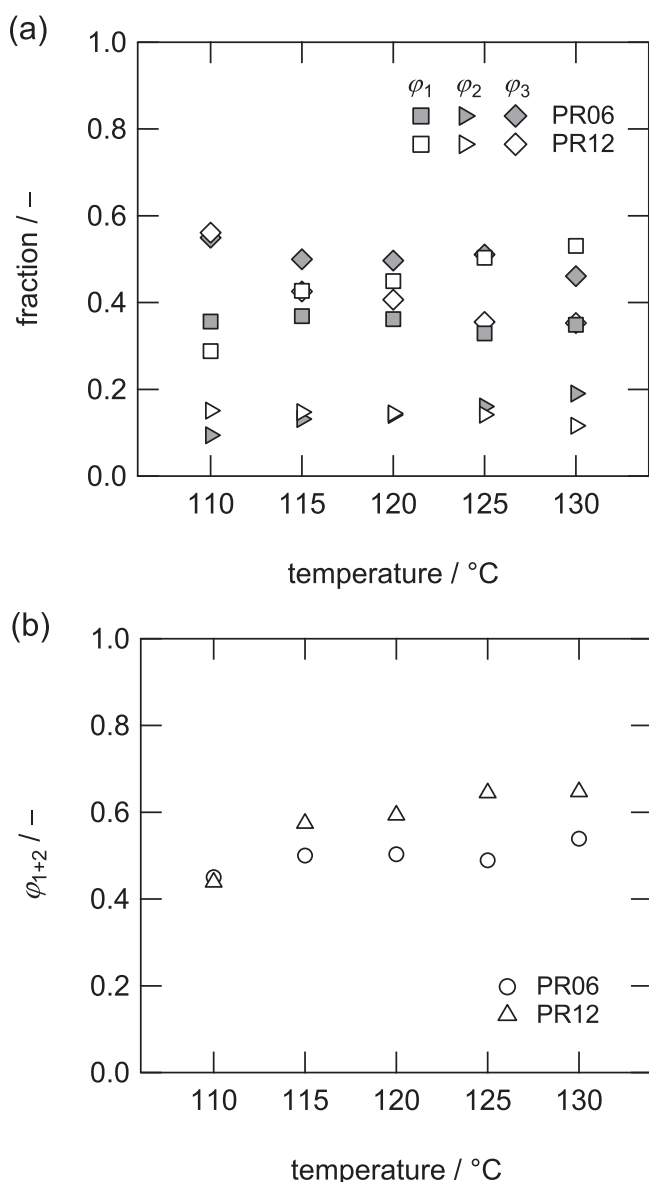 (a)
1.0
0.8
0.6
0.4
0.2
0.0
fraction / –
φ1 φ2 φ3
PR06
PR12
110 115 120 125 130
temperature / °C
(b)
1.0
0.8
0.6
0.4
0.2
0.0
φ1+2 / –
PR06
PR12
110 115 120 125 130
temperature / °C